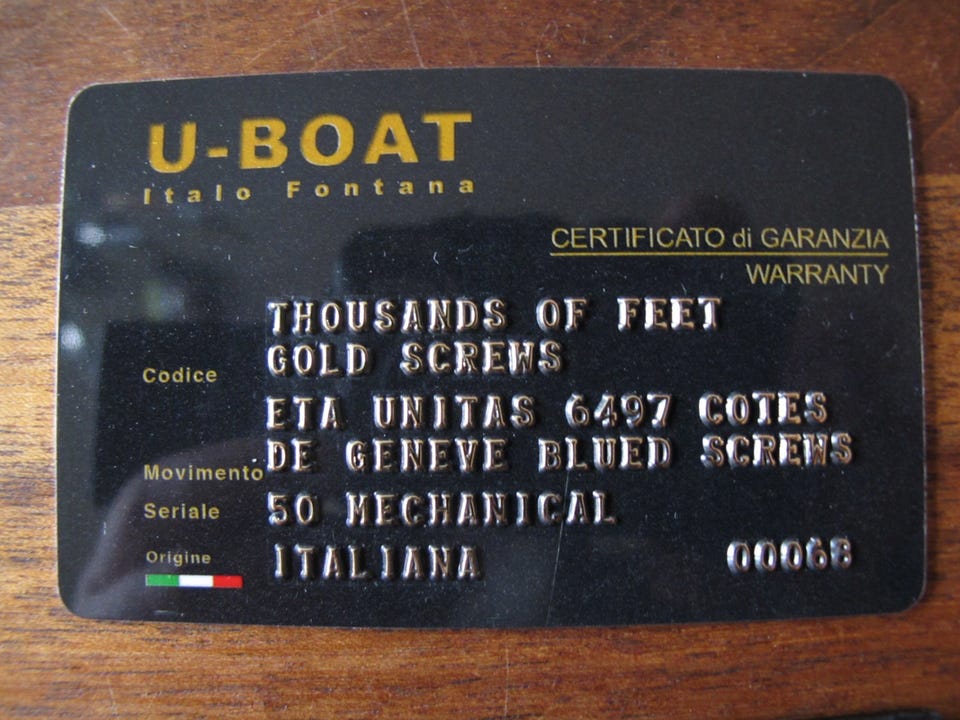 U-BOAT
Italo Fontana
CERTIFICATO di GARANZIA
WARRANTY
THOUSANDS OF FEET
Codice GOLD SCREWS
ETA UNITAS 6497 COTES
Movimento DE GENEVE BLUED SCREWS
Seriale 50 MECHANICAL
Origine ITALIANA 00068